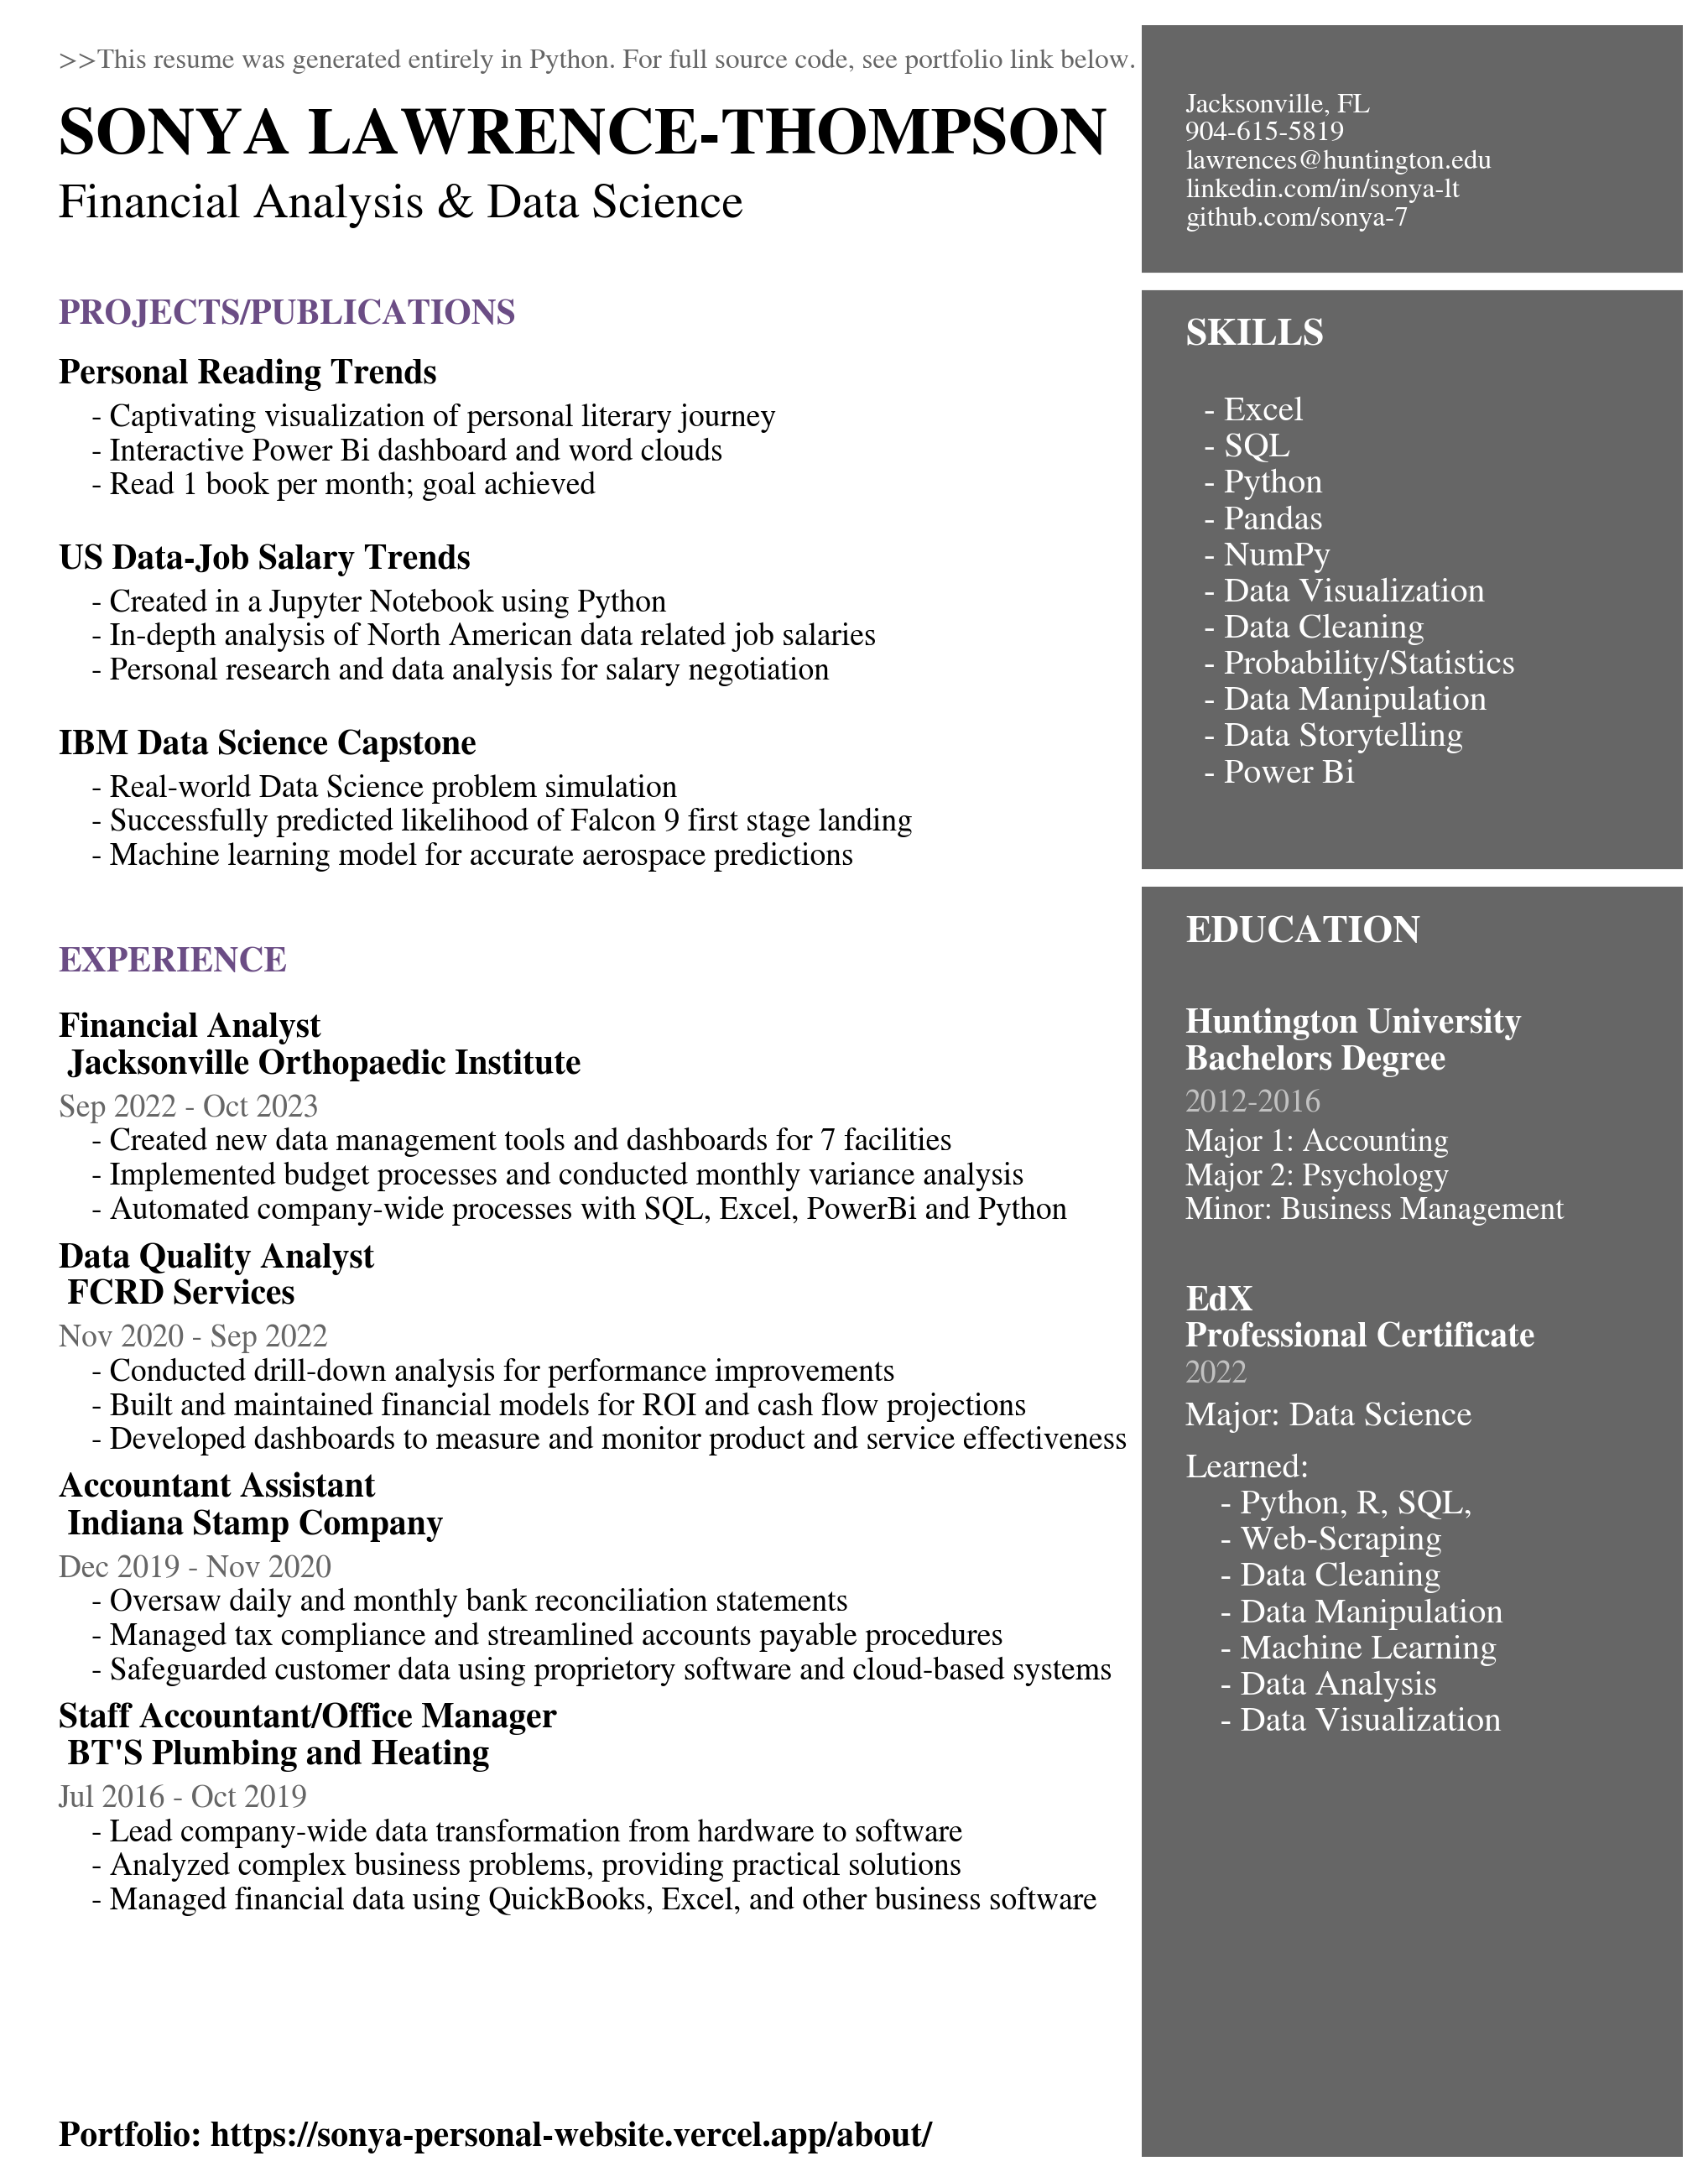 >>This resume was generated entirely in Python. For full source code, see portfolio link below.
SONYA LAWRENCE-THOMPSON
Financial Analysis & Data Science
PROJECTS/PUBLICATIONS
Personal Reading Trends
- Captivating visualization of personal literary journey
- Interactive Power Bi dashboard and word clouds
- Read 1 book per month; goal achieved
US Data-Job Salary Trends
- Created in a Jupyter Notebook using Python
- In-depth analysis of North American data related job salaries
- Personal research and data analysis for salary negotiation
IBM Data Science Capstone
- Real-world Data Science problem simulation
- Successfully predicted likelihood of Falcon 9 first stage landing
- Machine learning model for accurate aerospace predictions
EXPERIENCE
Financial Analyst
Jacksonville Orthopaedic Institute
Sep 2022 - Oct 2023
- Created new data management tools and dashboards for 7 facilities
- Implemented budget processes and conducted monthly variance analysis
- Automated company-wide processes with SQL, Excel, PowerBi and Python
Data Quality Analyst
FCRD Services
Nov 2020 - Sep 2022
- Conducted drill-down analysis for performance improvements
- Built and maintained financial models for ROI and cash flow projections
- Developed dashboards to measure and monitor product and service effectiveness
Accountant Assistant
Indiana Stamp Company
Dec 2019 - Nov 2020
- Oversaw daily and monthly bank reconciliation statements
- Managed tax compliance and streamlined accounts payable procedures
- Safeguarded customer data using proprietory software and cloud-based systems
Staff Accountant/Office Manager
BT'S Plumbing and Heating
Jul 2016 - Oct 2019
- Lead company-wide data transformation from hardware to software
- Analyzed complex business problems, providing practical solutions
- Managed financial data using QuickBooks, Excel, and other business software
Portfolio: https://sonya-personal-website.vercel.app/about/
Jacksonville, FL
904-615-5819
lawrences@huntington.edu
linkedin.com/in/sonya-lt
github.com/sonya-7
SKILLS
- Excel
- SQL
- Python
- Pandas
- NumPy
- Data Visualization
- Data Cleaning
- Probability/Statistics
- Data Manipulation
- Data Storytelling
- Power Bi
EDUCATION
Huntington University
Bachelors Degree
2012-2016
Major 1: Accounting
Major 2: Psychology
Minor: Business Management
EdX
Professional Certificate
2022
Major: Data Science
Learned:
- Python, R, SQL,
- Web-Scraping
- Data Cleaning
- Data Manipulation
- Machine Learning
- Data Analysis
- Data Visualization